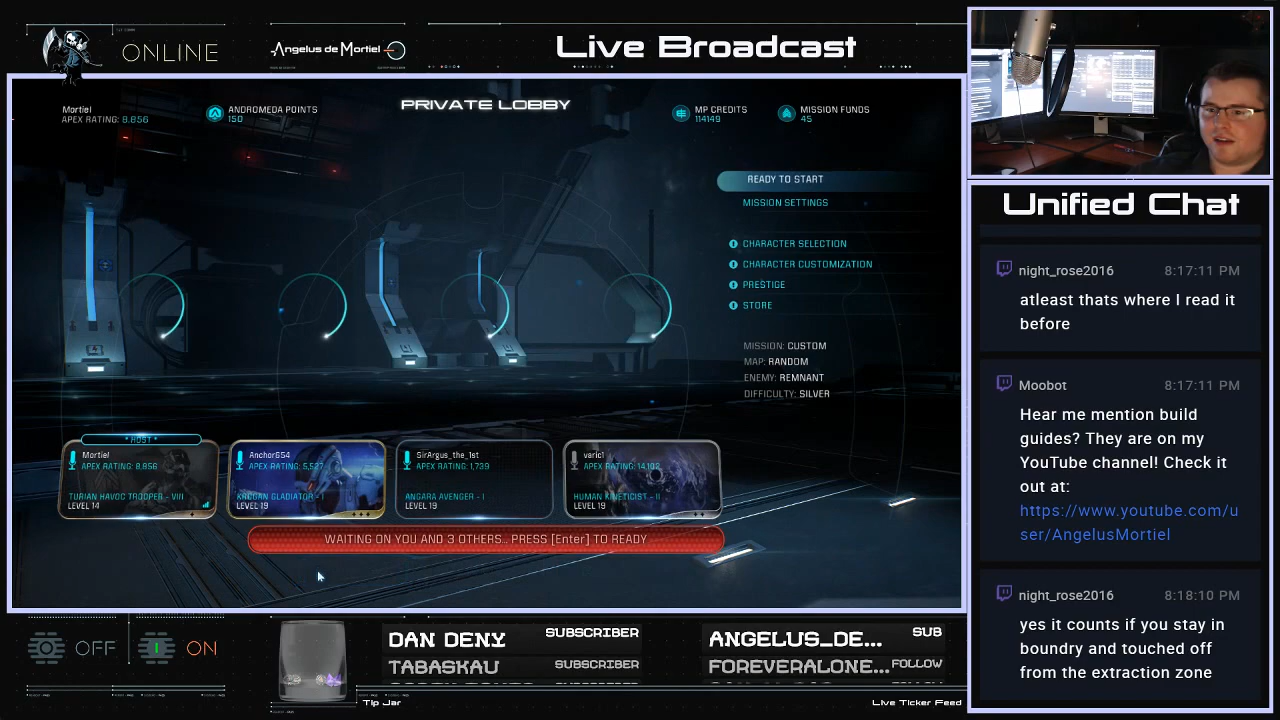 ONLINE
Angelus de Mortiel
Live Broadcast
Mortiel
APEX RATING: 8,856
ANDROMEDA POINTS
150
PRIVATE LOBBY
MP CREDITS
114149
MISSION FUNDS
45
READY TO START
MISSION SETTINGS
CHARACTER SELECTION
CHARACTER CUSTOMIZATION
PRESTIGE
STORE
MISSION: CUSTOM
MAP: RANDOM
ENEMY: REMNANT
DIFFICULTY: SILVER
HOST
Mortiel
APEX RATING: 8,856
TURIAN HAVOC TROOPER - VIII
LEVEL 14
Anchor654
APEX RATING: 5,527
KROGAN GLADIATOR - I
LEVEL 19
SirArgus_the_1st
APEX RATING: 1,739
ANGARA AVENGER - I
LEVEL 19
varic1
APEX RATING: 14,102
HUMAN KINETICIST - II
LEVEL 19
WAITING ON YOU AND 3 OTHERS... PRESS [Enter] TO READY
OFF
ON
Tip Jar
DAN DENY SUBSCRIBER
TABASKAU SUBSCRIBER
ANGELUS_DE... SUB
FOREVERALONE... FOLLOW
Live Ticker Feed
Unified Chat
night_rose2016 8:17:11 PM
atleast thats where I read it
before
Moobot 8:17:11 PM
Hear me mention build
guides? They are on my
YouTube channel! Check it
out at:
https://www.youtube.com/u
ser/AngelusMortiel
night_rose2016 8:18:10 PM
yes it counts if you stay in
boundry and touched off
from the extraction zone